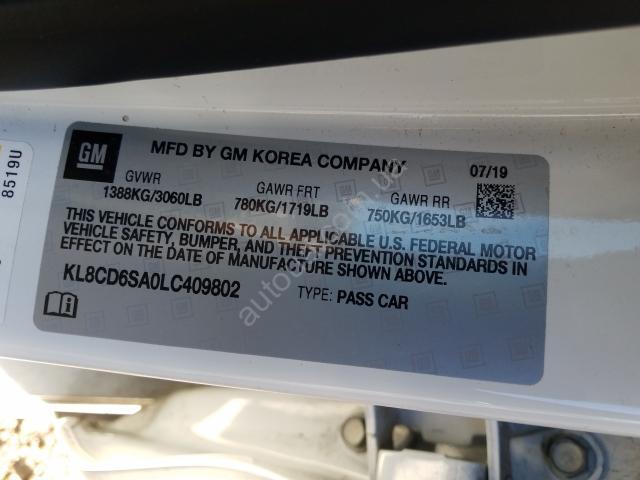 GM
MFD BY GM KOREA COMPANY
07/19
GVWR
GAWR FRT
GAWR RR
1388KG/3060LB
780KG/1719LB
750KG/1653LB
THIS VEHICLE CONFORMS TO ALL APPLICABLE U.S. FEDERAL MOTOR
VEHICLE SAFETY, BUMPER, AND THEFT PREVENTION STANDARDS IN
EFFECT ON THE DATE OF MANUFACTURE SHOWN ABOVE.
KL8CD6SA0LC409802
TYPE: PASS CAR
8519U